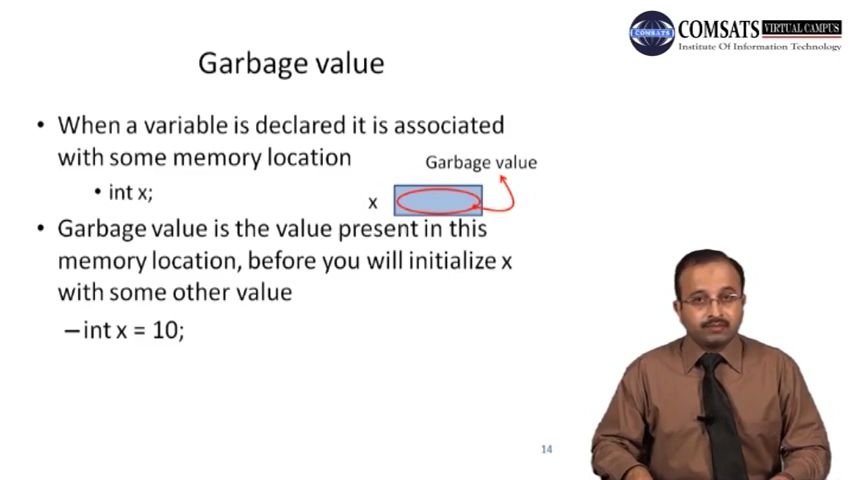 COMSATS VIRTUAL CAMPUS
COMSATS
Institute Of Information Technology
Garbage value
• When a variable is declared it is associated
with some memory location
Garbage value
• int x;
x
• Garbage value is the value present in this
memory location, before you will initialize x
with some other value
– int x = 10;
14